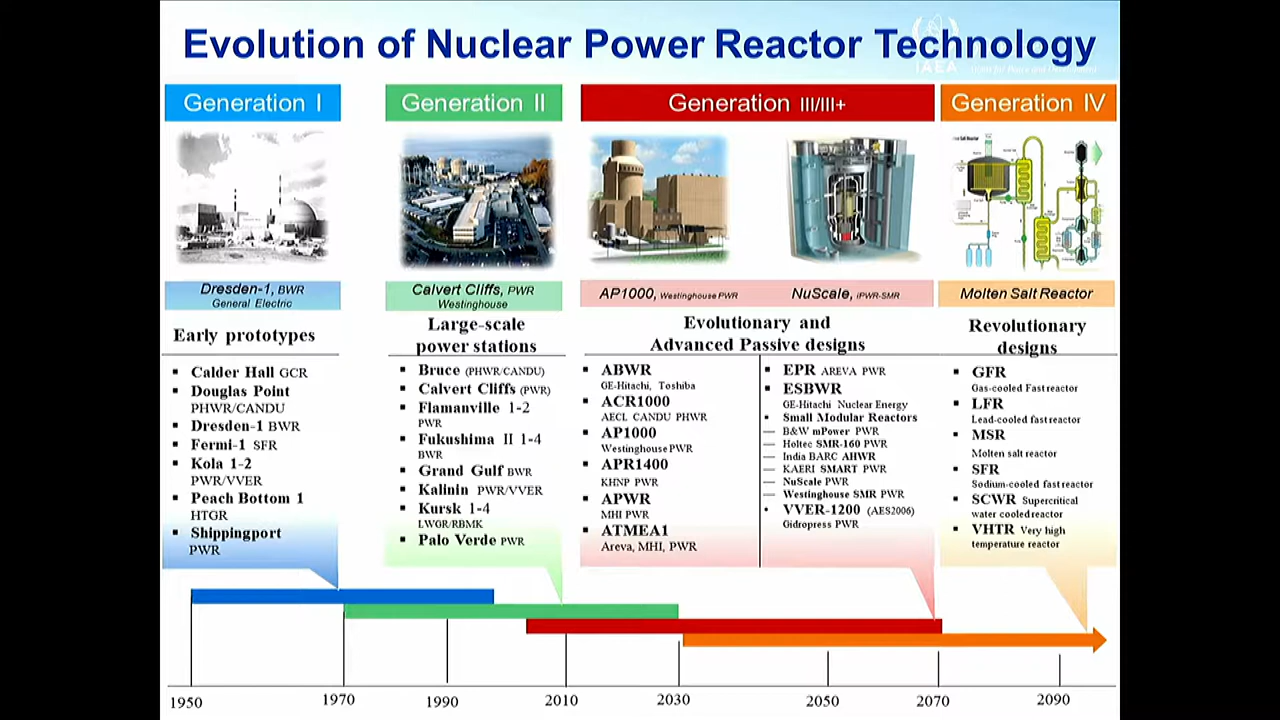 Evolution of Nuclear Power Reactor Technology
IAEA
Generation I
Generation II
Generation III/III+
Generation IV
Dresden-1, BWR
General Electric
Calvert Cliffs, PWR
Westinghouse
AP1000, Westinghouse PWR
NuScale, iPWR-SMR
Molten Salt Reactor
Early prototypes
▪ Calder Hall GCR
▪ Douglas Point
PHWR/CANDU
▪ Dresden-1 BWR
▪ Fermi-1 SFR
▪ Kola 1-2
PWR/VVER
▪ Peach Bottom 1
HTGR
▪ Shippingport
PWR
Large-scale
power stations
▪ Bruce (PHWR/CANDU)
▪ Calvert Cliffs (PWR)
▪ Flamanville 1-2
PWR
▪ Fukushima II 1-4
BWR
▪ Grand Gulf BWR
▪ Kalinin PWR/VVER
▪ Kursk 1-4
LWGR/RBMK
▪ Palo Verde PWR
Evolutionary and
Advanced Passive designs
▪ ABWR
GE-Hitachi, Toshiba
▪ ACR1000
AECL CANDU PHWR
▪ AP1000
Westinghouse PWR
▪ APR1400
KHNP PWR
▪ APWR
MHI PWR
▪ ATMEA1
Areva, MHI, PWR
▪ EPR AREVA PWR
▪ ESBWR
GE-Hitachi Nuclear Energy
• Small Modular Reactors
— B&W mPower PWR
— Holtec SMR-160 PWR
— India BARC AHWR
— KAERI SMART PWR
— NuScale PWR
— Westinghouse SMR PWR
• VVER-1200 (AES2006)
Gidropress PWR
Revolutionary
designs
▪ GFR
Gas-cooled Fast reactor
▪ LFR
Lead-cooled fast reactor
▪ MSR
Molten salt reactor
▪ SFR
Sodium-cooled fast reactor
▪ SCWR Supercritical
water cooled reactor
▪ VHTR Very high
temperature reactor
1950
1970
1990
2010
2030
2050
2070
2090